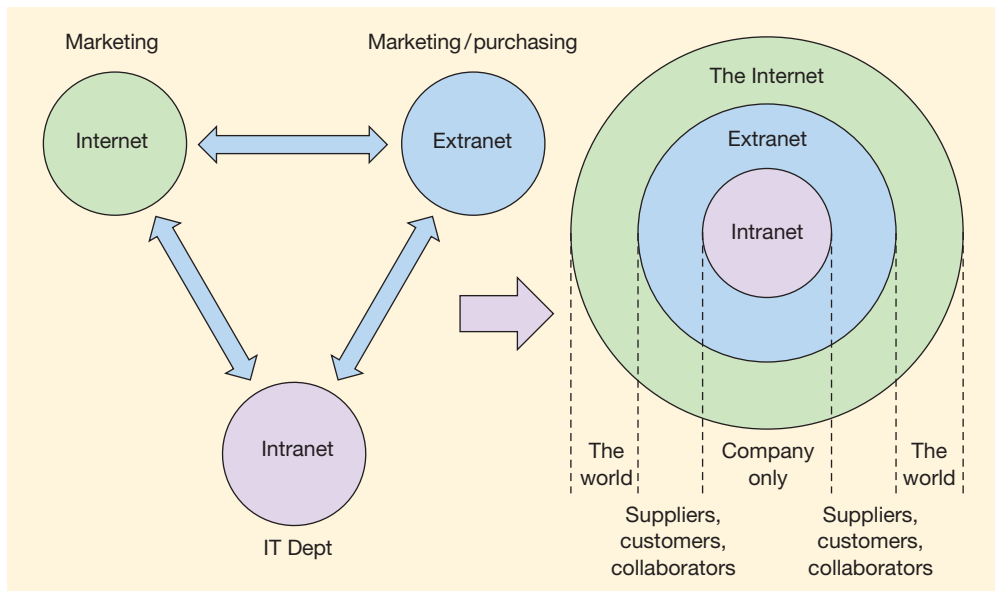 Marketing
Marketing/purchasing
Internet
Extranet
Intranet
IT Dept
The Internet
Extranet
Intranet
The
world
Suppliers,
customers,
collaborators
Company
only
Suppliers,
customers,
collaborators
The
world